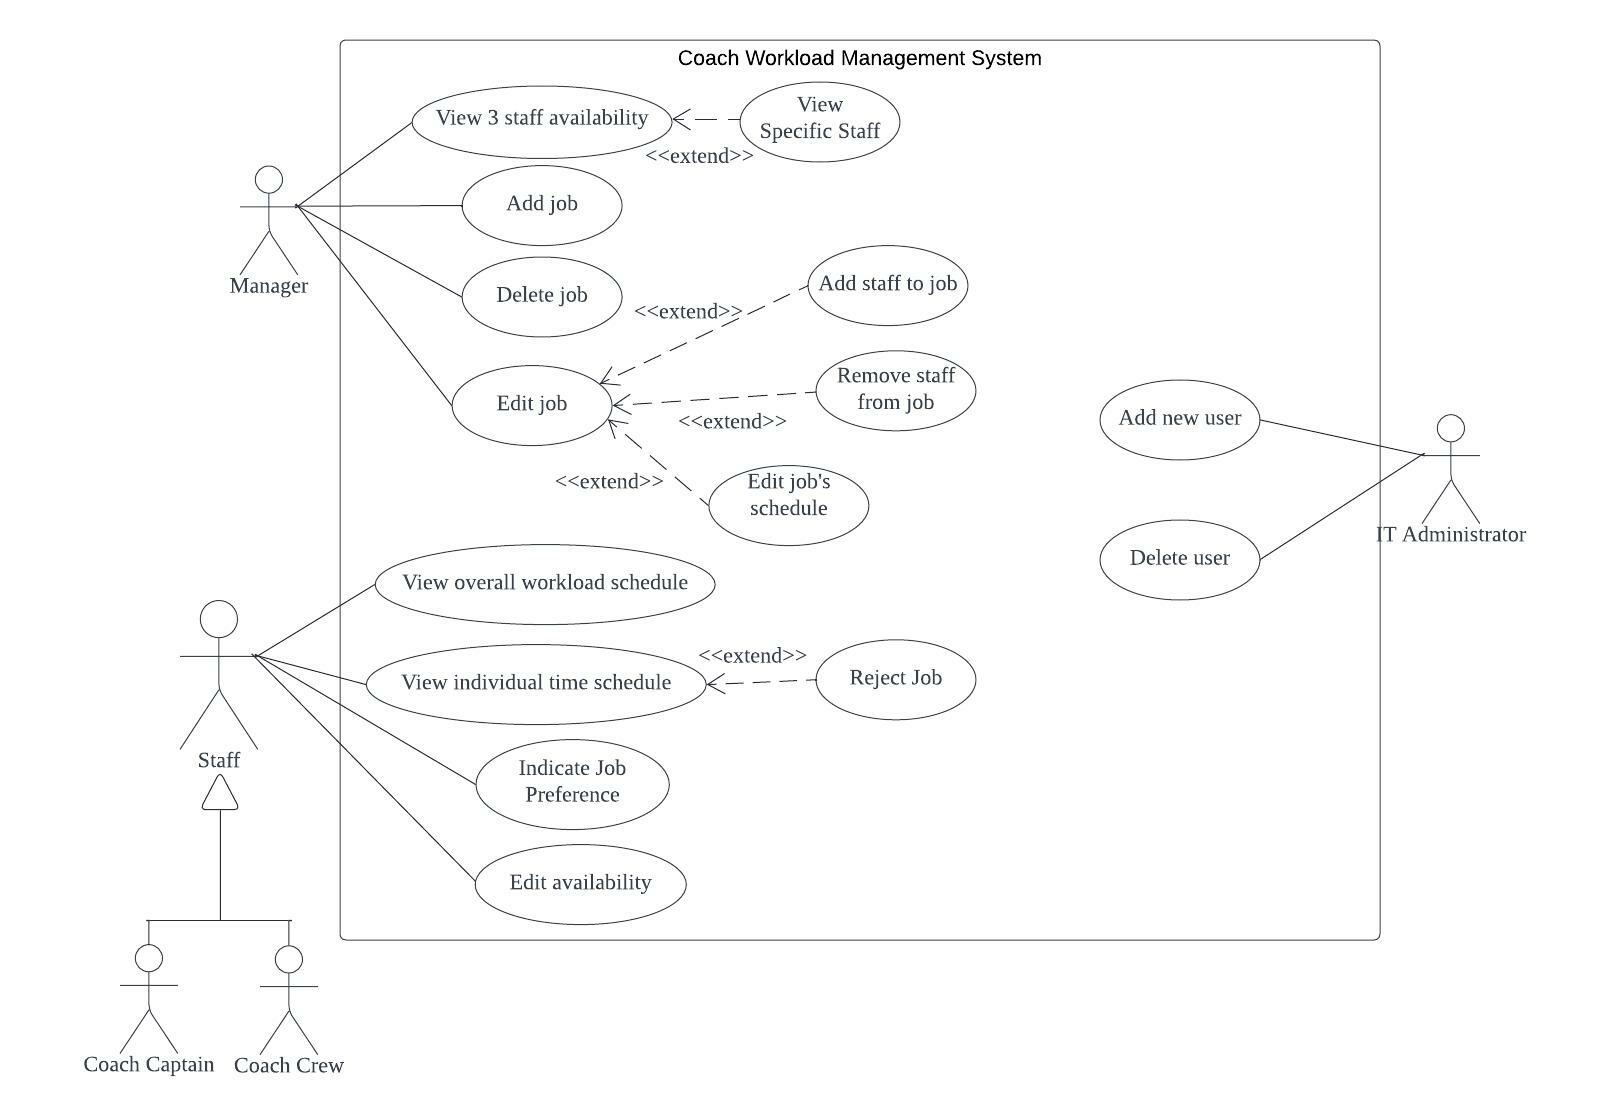 Coach Workload Management System
View 3 staff availability
View
Specific Staff
<<extend>>
Add job
Manager
Delete job
Add staff to job
<<extend>>
Edit job
Remove staff
from job
<<extend>>
Add new user
Edit job's
schedule
<<extend>>
IT Administrator
Delete user
View overall workload schedule
<<extend>>
View individual time schedule
Reject Job
Staff
Indicate Job
Preference
Edit availability
Coach Captain
Coach Crew